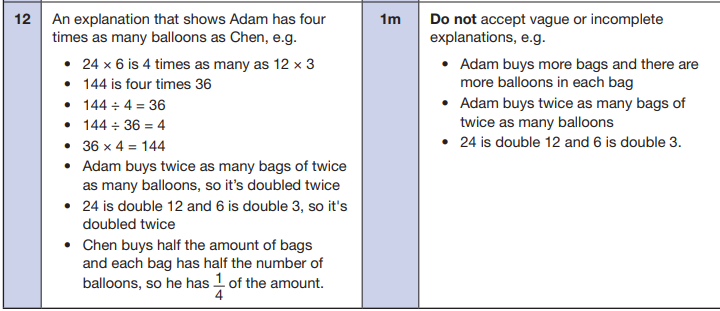 12
An explanation that shows Adam has four
times as many balloons as Chen, e.g.
• 24 × 6 is 4 times as many as 12 × 3
• 144 is four times 36
• 144 ÷ 4 = 36
• 144 ÷ 36 = 4
• 36 × 4 = 144
• Adam buys twice as many bags of twice
as many balloons, so it's doubled twice
• 24 is double 12 and 6 is double 3, so it's
doubled twice
• Chen buys half the amount of bags
and each bag has half the number of
balloons, so he has 1/4 of the amount.
1m
Do not accept vague or incomplete
explanations, e.g.
• Adam buys more bags and there are
more balloons in each bag
• Adam buys twice as many bags of
twice as many balloons
• 24 is double 12 and 6 is double 3.